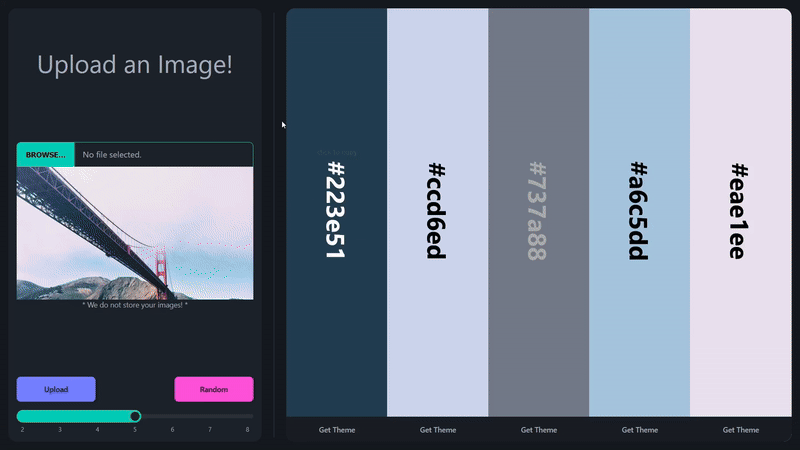 Upload an Image!
BROWSE...
No file selected.
* We do not store your images! *
Upload
Random
2 3 4 5 6 7 8
#223e51
#ccd6ed
#737a88
#a6c5dd
#eae1ee
Get Theme
Get Theme
Get Theme
Get Theme
Get Theme